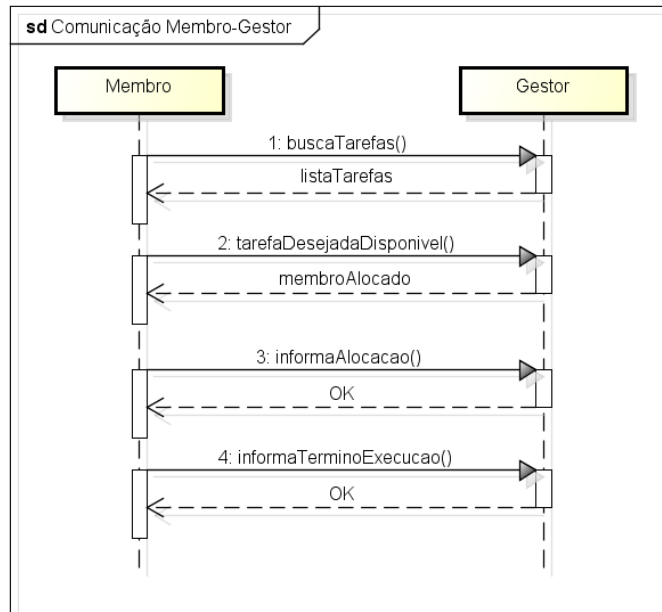 sd Comunicação Membro-Gestor
Membro
Gestor
1: buscaTarefas()
listaTarefas
2: tarefaDesejadaDisponivel()
membroAlocado
3: informaAlocacao()
OK
4: informaTerminoExecucao()
OK